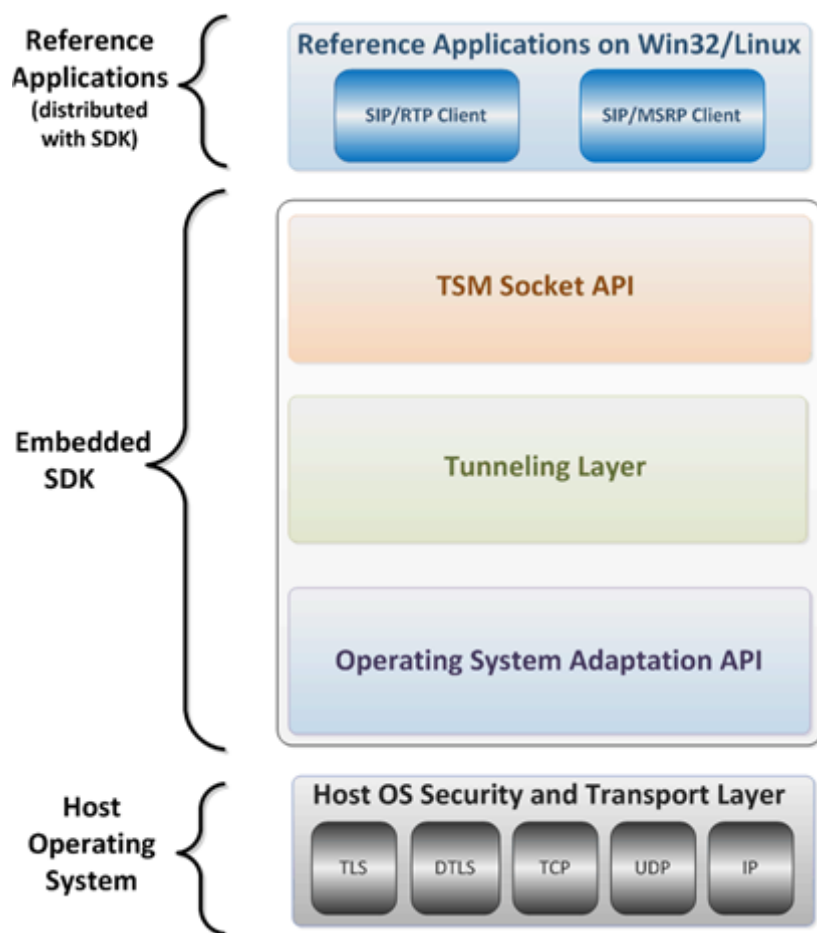 Reference
Applications
(distributed
with SDK)
Reference Applications on Win32/Linux
SIP/RTP Client
SIP/MSRP Client
Embedded
SDK
TSM Socket API
Tunneling Layer
Operating System Adaptation API
Host
Operating
System
Host OS Security and Transport Layer
TLS
DTLS
TCP
UDP
IP